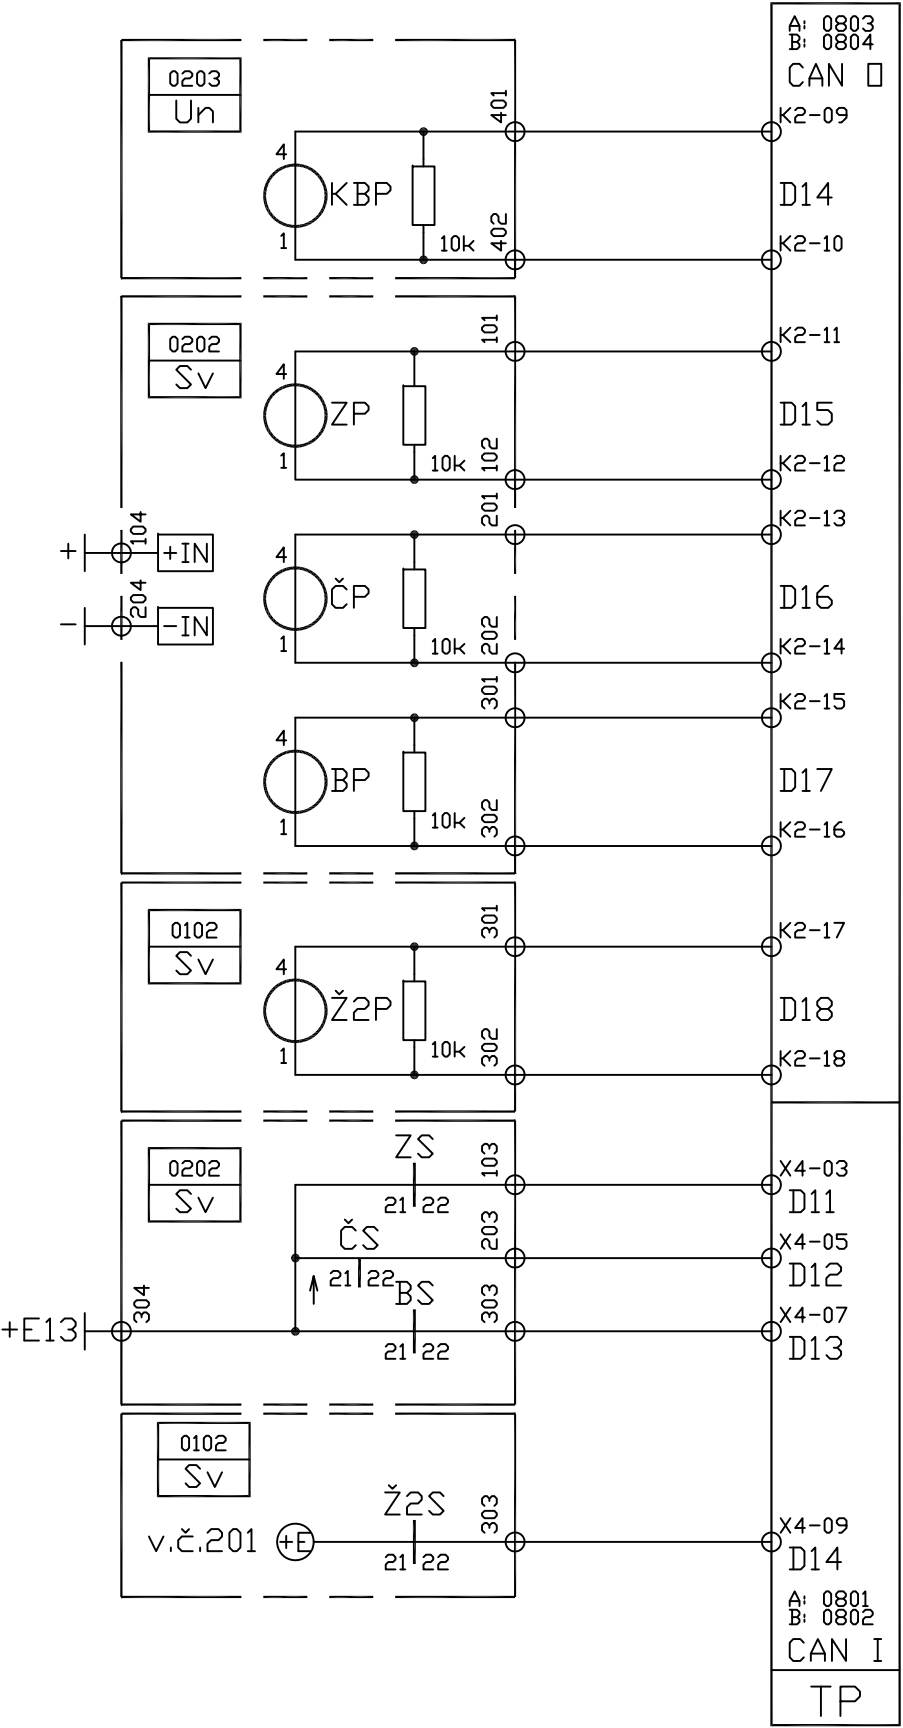 A: 0803
B: 0804
CAN O
0203
Un
401
K2-09
4
KBP
D14
1
10k
402
K2-10
0202
Sv
101
K2-11
4
ZP
D15
1
10k
102
K2-12
201
K2-13
+
104
+IN
4
ČP
D16
-
204
-IN
1
10k
202
K2-14
301
K2-15
4
BP
D17
1
10k
302
K2-16
0102
Sv
301
K2-17
4
Ž2P
D18
1
10k
302
K2-18
0202
Sv
ZS
103
X4-03
21 22
D11
ČS
203
X4-05
21 22
D12
304
BS
303
X4-07
+E13
21 22
D13
0102
Sv
Ž2S
303
X4-09
v.č.201
+E
21 22
D14
A: 0801
B: 0802
CAN I
TP